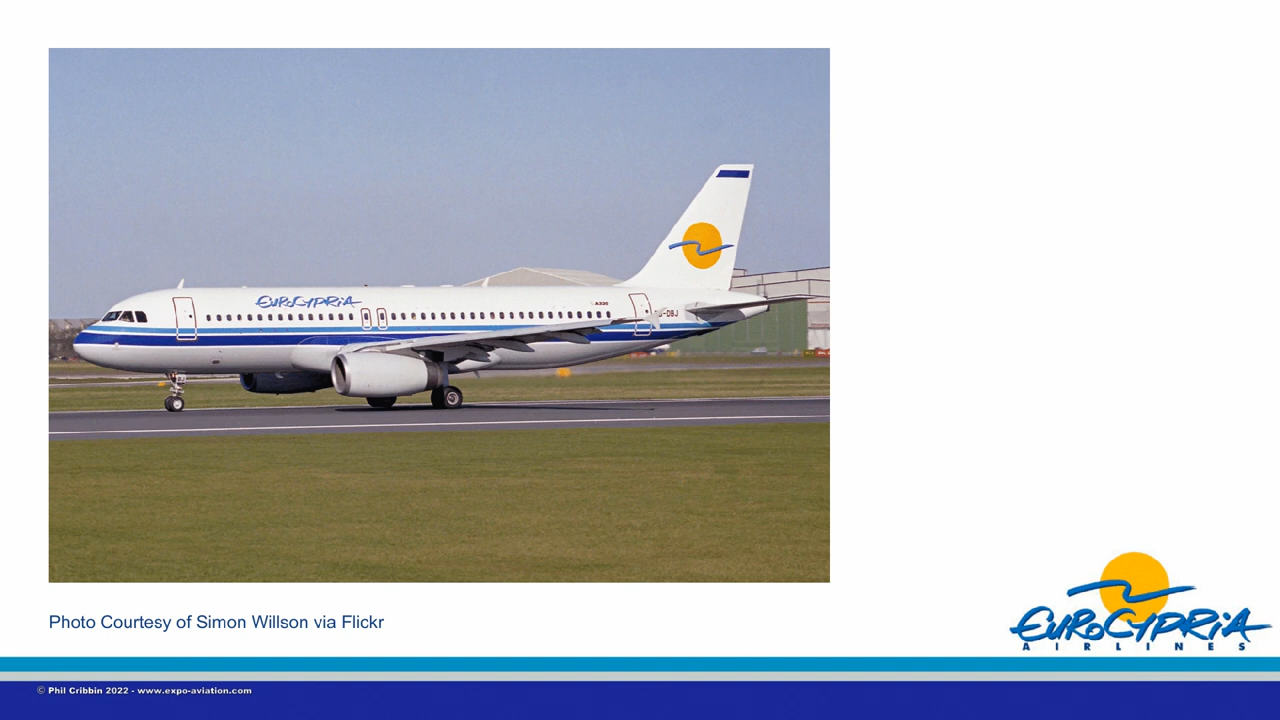 EUROCYPRIA
A320
Photo Courtesy of Simon Willson via Flickr
EUROCYPRIA
AIRLINES
© Phil Cribbin 2022 - www.expo-aviation.com